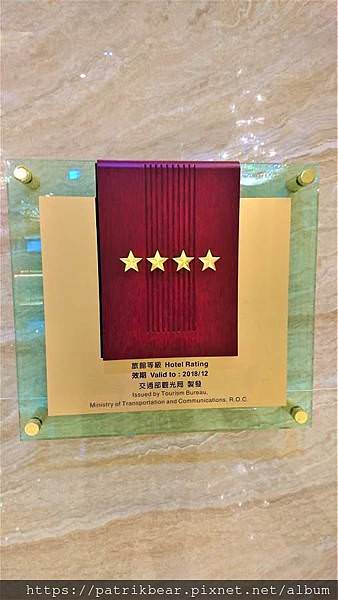 旅館等級 Hotel Rating
效期 Valid to : 2018/12
交通部觀光局 製發
Issued by Tourism Bureau,
Ministry of Transportation and Communications, R.O.C.
https://patrikbear.pixnet.net/album